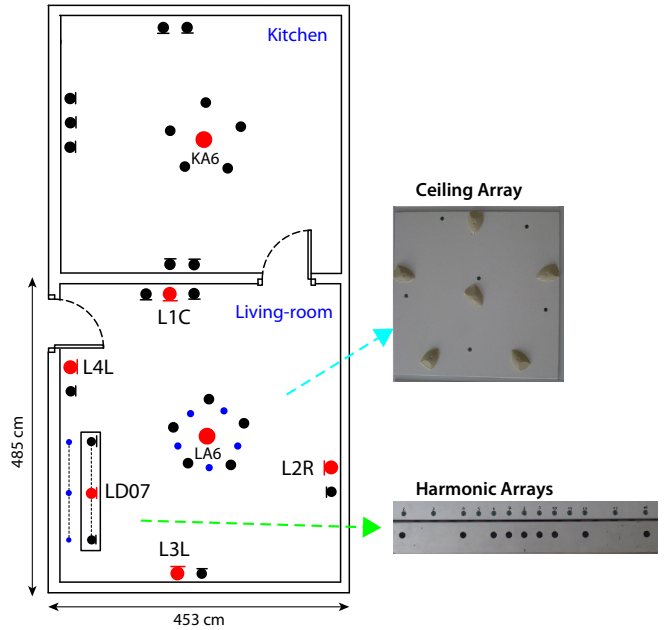 Kitchen
KA6
Ceiling Array
Living-room
L1C
L4L
485 cm
LA6
L2R
LD07
Harmonic Arrays
L3L
453 cm